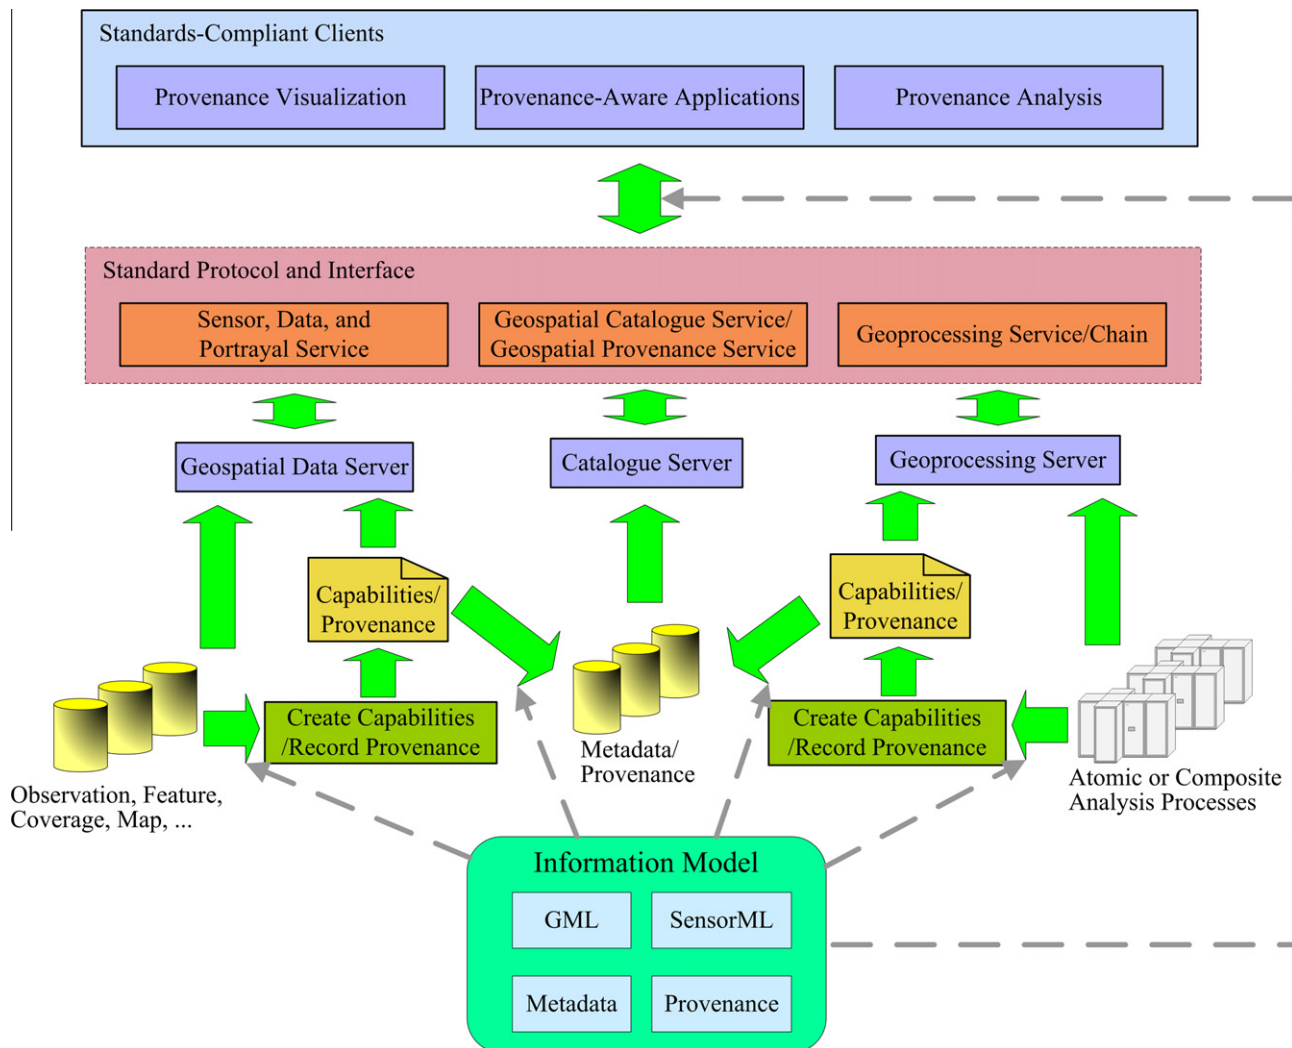 Standards-Compliant Clients
Provenance Visualization
Provenance-Aware Applications
Provenance Analysis
Standard Protocol and Interface
Sensor, Data, and
Portrayal Service
Geospatial Catalogue Service/
Geospatial Provenance Service
Geoprocessing Service/Chain
Geospatial Data Server
Catalogue Server
Geoprocessing Server
Capabilities/
Provenance
Capabilities/
Provenance
Create Capabilities
/Record Provenance
Metadata/
Provenance
Create Capabilities
/Record Provenance
Observation, Feature,
Coverage, Map, ...
Atomic or Composite
Analysis Processes
Information Model
GML
SensorML
Metadata
Provenance